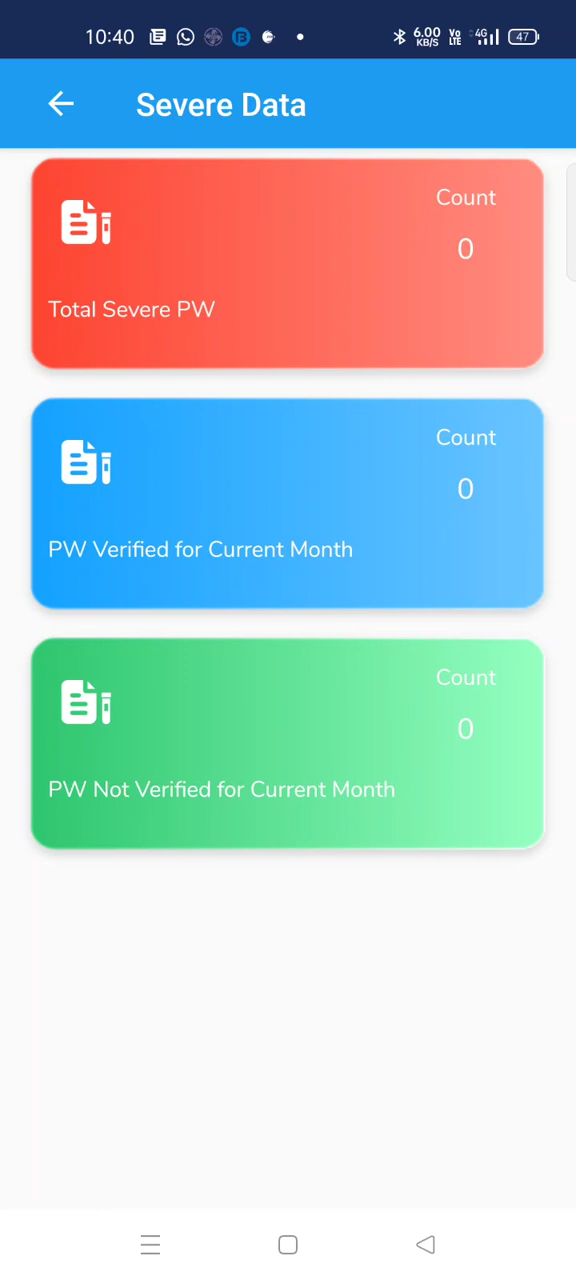 10:40 6.00 KB/S Vo LTE 4G 47
Severe Data
Count
0
Total Severe PW
Count
0
PW Verified for Current Month
Count
0
PW Not Verified for Current Month